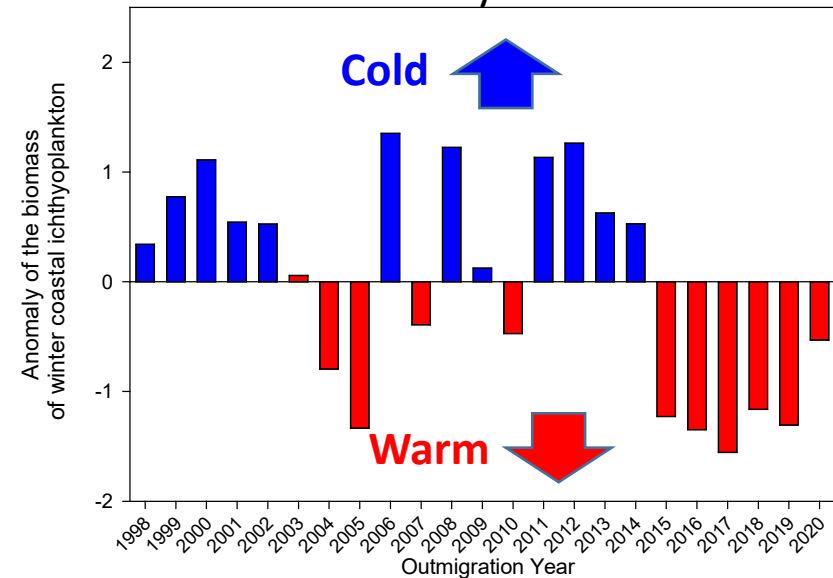 2
Cold
1
0
-1
Warm
-2
Anomaly of the biomass
of winter coastal ichthyoplankton
1998 1999 2000 2001 2002 2003 2004 2005 2006 2007 2008 2009 2010 2011 2012 2013 2014 2015 2016 2017 2018 2019 2020
Outmigration Year